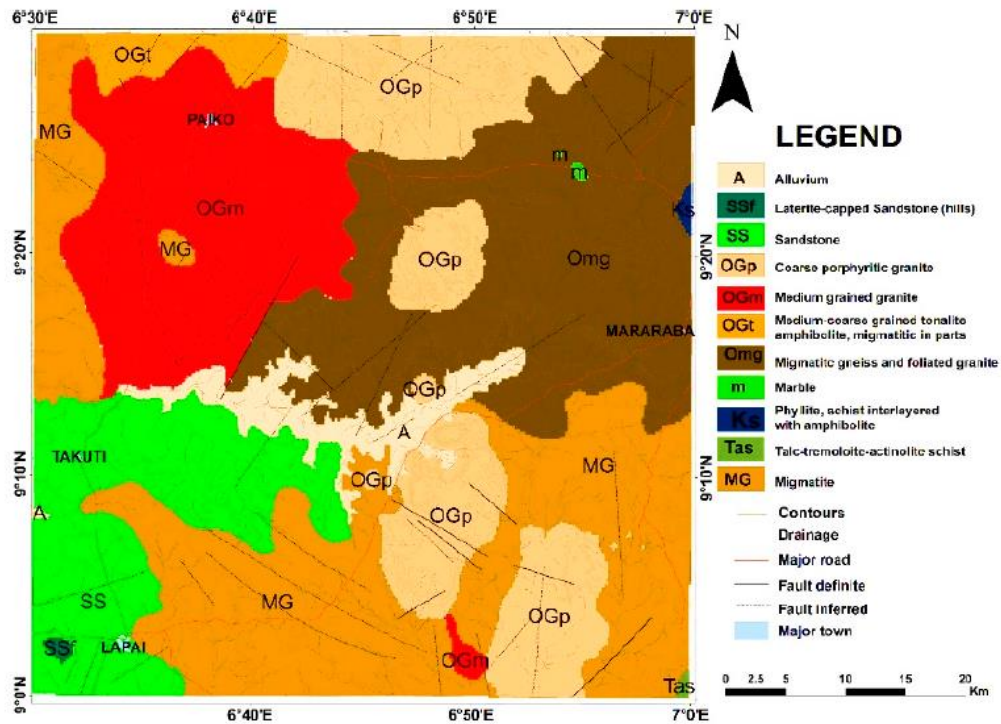 6°30'E 6°40'E 6°50'E 7°0'E
N
OGt
OGp
MG
PAIKO
m
m
OGm
Ks
MG
OGp
Omg
9°20'N 9°20'N
MARARABA
OGp
A
TAKUTI
MG
9°10'N 9°10'N
OGp
A
OGp
SS
MG
OGp
SSf
LAPAI
OGm
Tas
9°0'N
6°40'E 6°50'E 7°0'E
LEGEND
A Alluvium
SSf Laterite-capped Sandstone (hills)
SS Sandstone
OGp Coarse porphyritic granite
OGm Medium grained granite
OGt Medium-coarse grained tonalite
amphibolite, migmatitic in parts
Omg Migmatitic gneiss and foliated granite
m Marble
Ks Phyllite, schist interlayered
with amphibolite
Tas Talc-tremolite-actinolite schist
MG Migmatite
Contours
Drainage
Major road
Fault definite
Fault inferred
Major town
0 2.5 5 10 15 20
Km